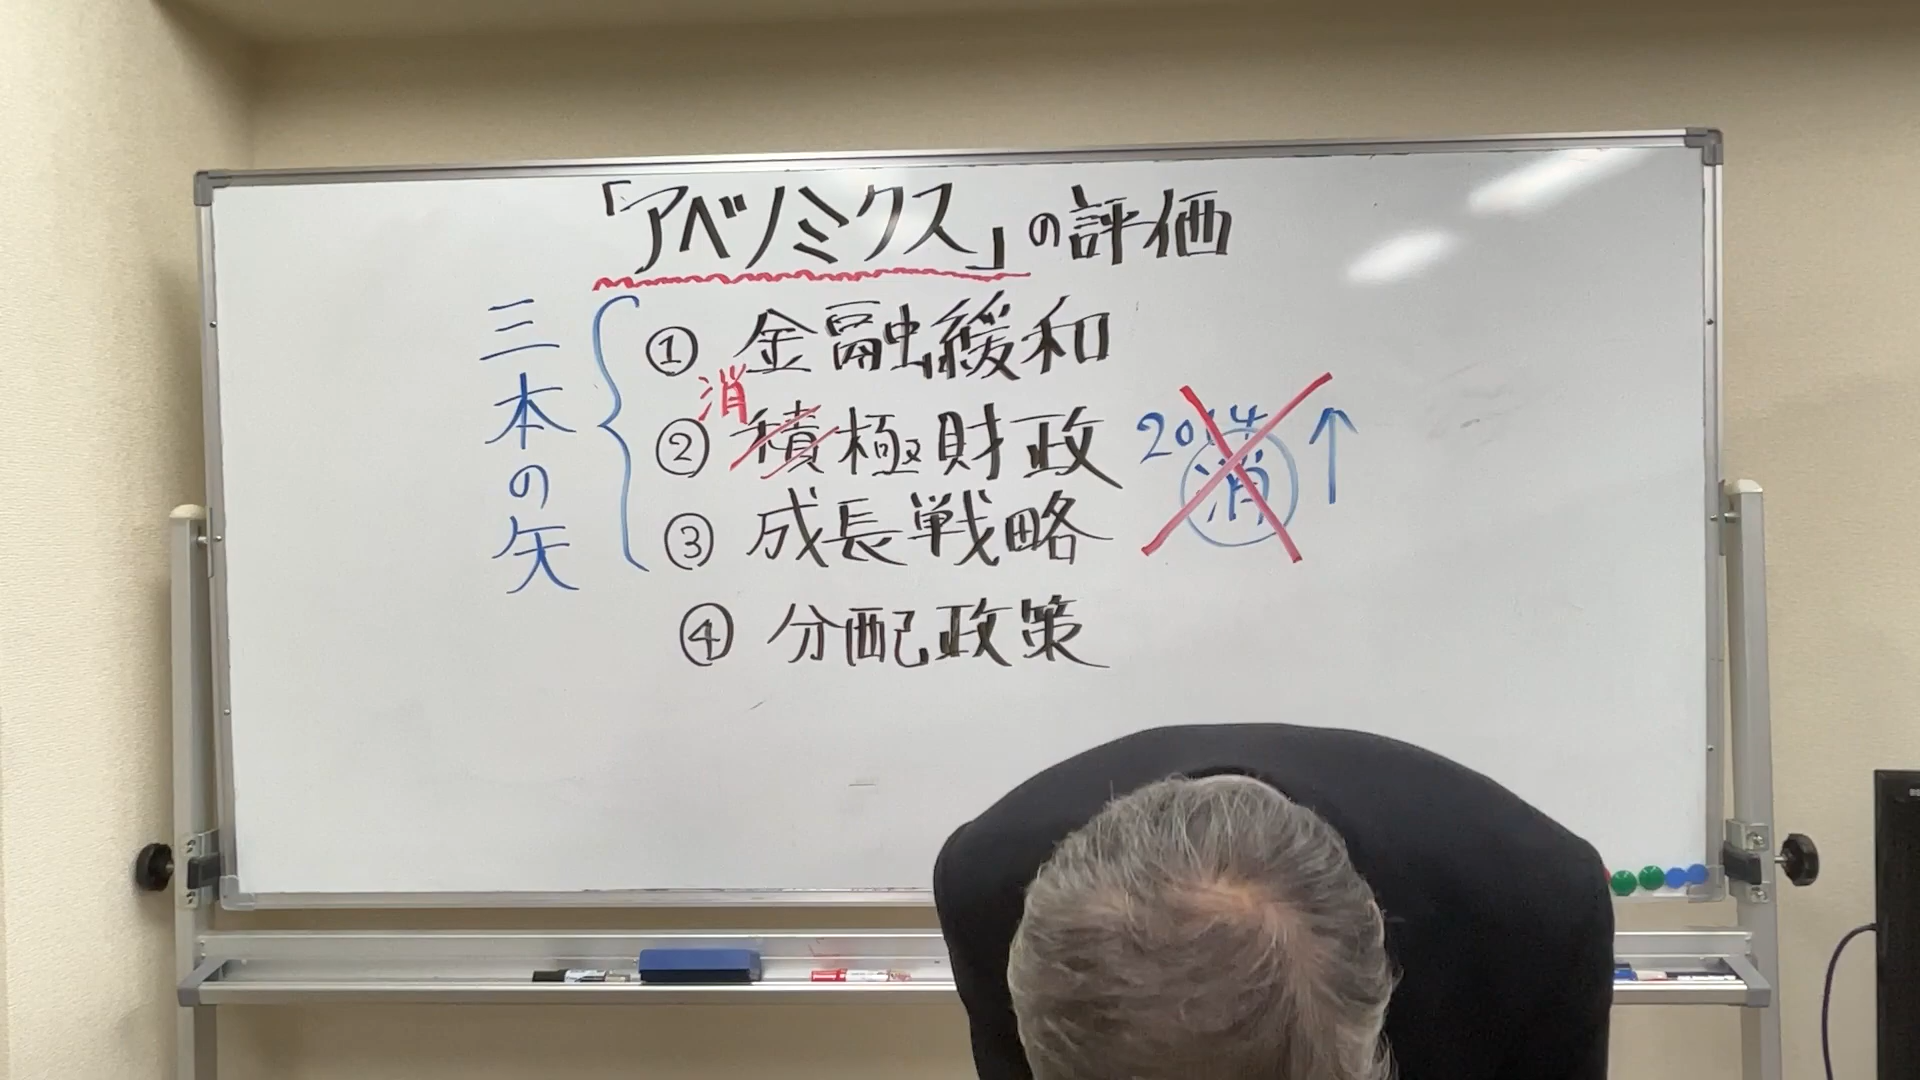 「アベノミクス」の評価
三本の矢
① 金融緩和
消
② 積極財政
2014
消 ↑
③ 成長戦略
④ 分配政策